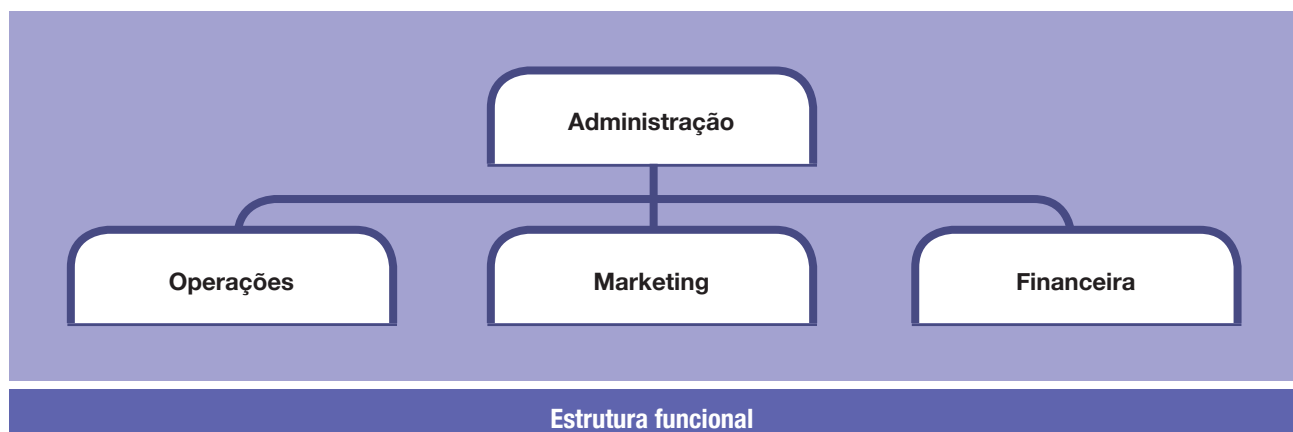 Administração
Operações
Marketing
Financeira
Estrutura funcional